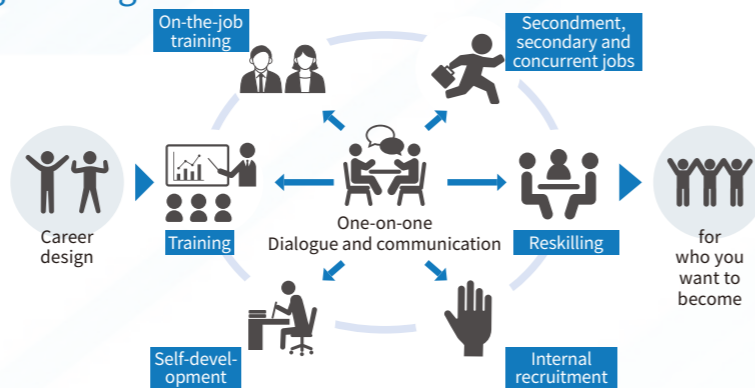 On-the-job
training
Secondment,
secondary and
concurrent jobs
Career
design
Training
One-on-one
Dialogue and communication
Reskilling
for
who you
want to
become
Self-devel-
opment
Internal
recruitment